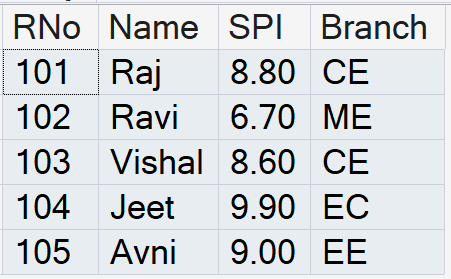 RNo Name SPI Branch
101 Raj 8.80 CE
102 Ravi 6.70 ME
103 Vishal 8.60 CE
104 Jeet 9.90 EC
105 Avni 9.00 EE